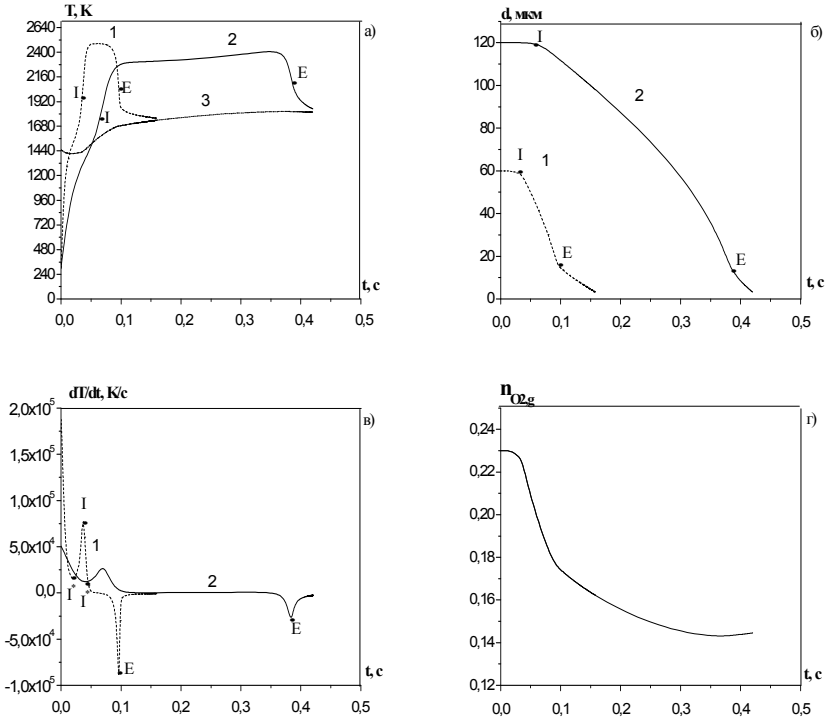 T, K
а)
2640
2400
2160
1920
1680
1440
1200
960
720
480
240
0
1
2
3
I
I
E
E
t, c
0,0 0,1 0,2 0,3 0,4 0,5
d, мкм
б)
120
100
80
60
40
20
0
I
2
I
1
E
E
t, c
0,0 0,1 0,2 0,3 0,4 0,5
dT/dt, K/c
в)
2,0x10⁵
1,5x10⁵
1,0x10⁵
5,0x10⁴
0,0
-5,0x10⁴
-1,0x10⁵
I
1
I
I
2
E
E
t, c
0,0 0,1 0,2 0,3 0,4 0,5
n O2,g
г)
0,24
0,22
0,20
0,18
0,16
0,14
0,12
t, c
0,0 0,1 0,2 0,3 0,4 0,5